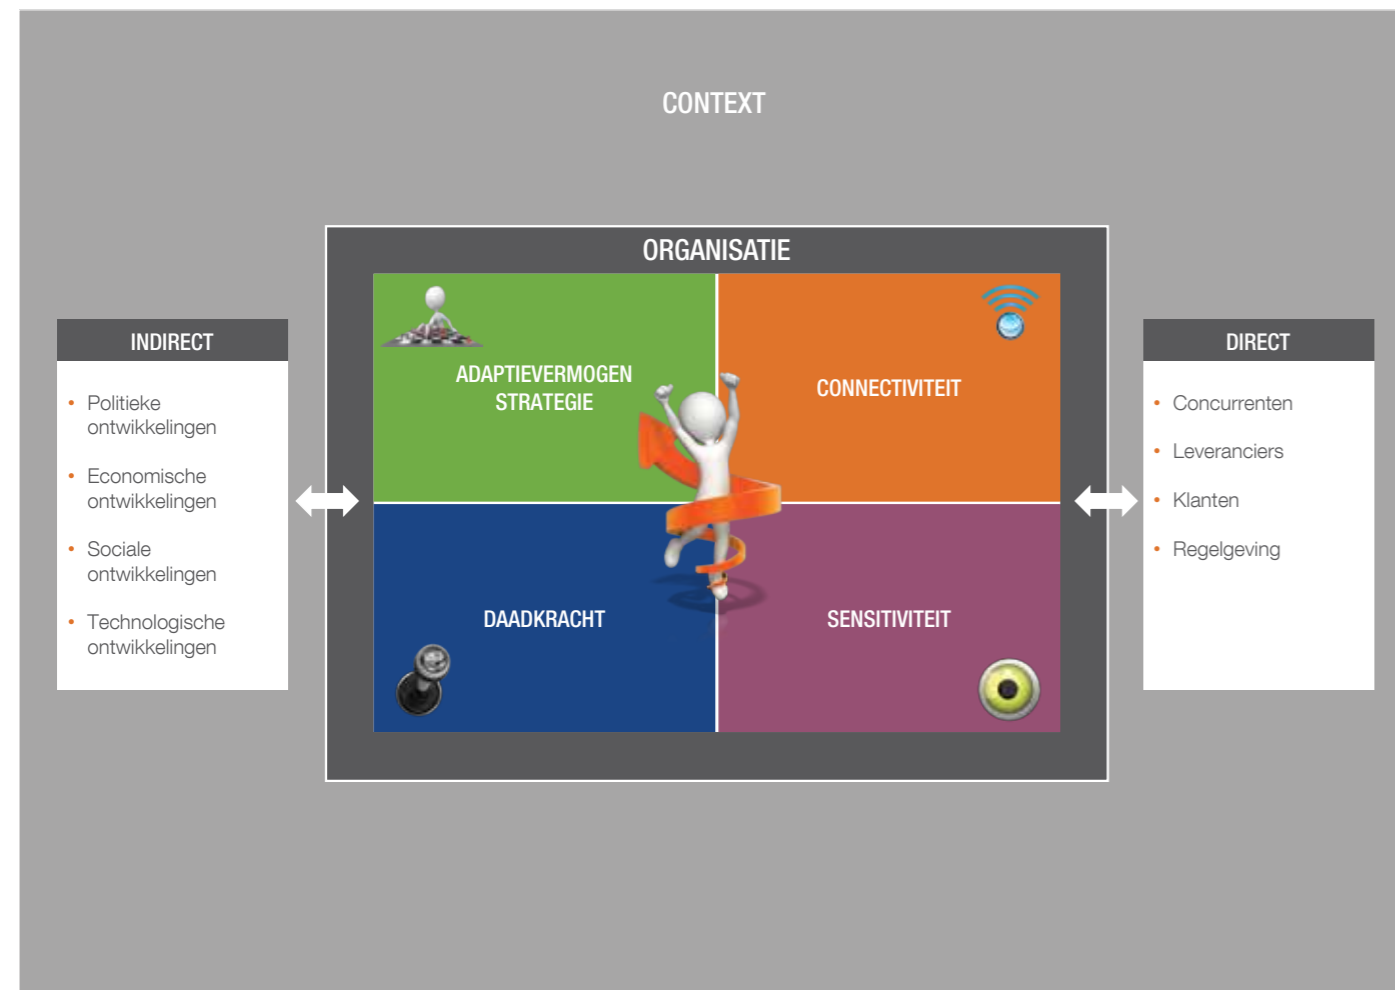 CONTEXT
ORGANISATIE
INDIRECT
• Politieke
ontwikkelingen
• Economische
ontwikkelingen
• Sociale
ontwikkelingen
• Technologische
ontwikkelingen
ADAPTIEVERMOGEN
STRATEGIE
CONNECTIVITEIT
DAADKRACHT
SENSITIVITEIT
DIRECT
• Concurrenten
• Leveranciers
• Klanten
• Regelgeving